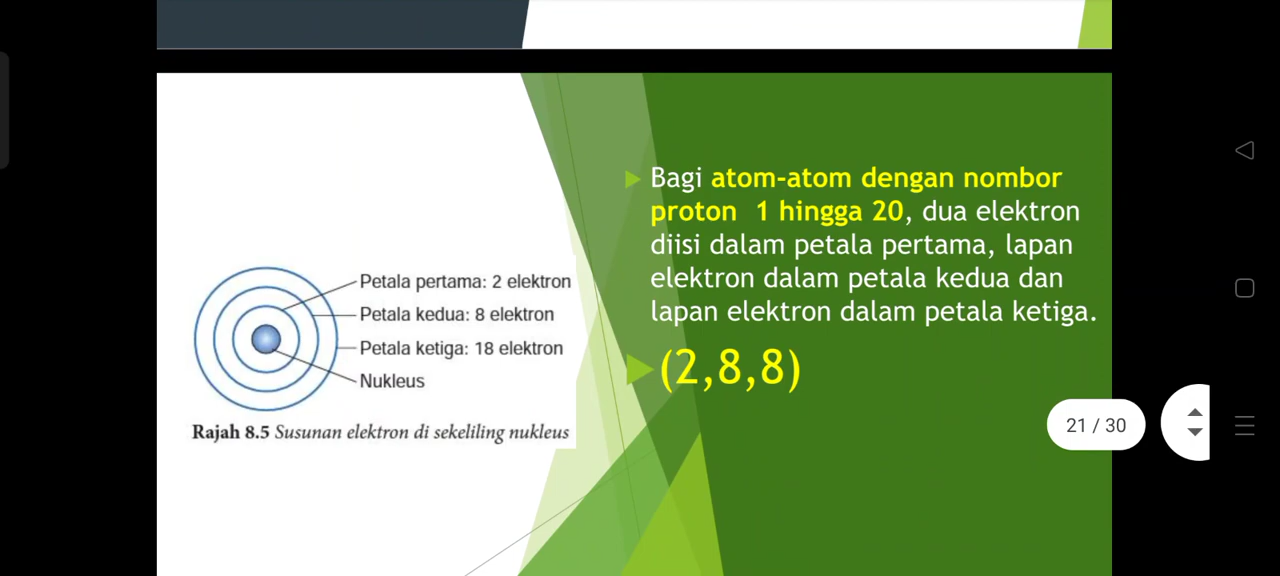 Petala pertama: 2 elektron
Petala kedua: 8 elektron
Petala ketiga: 18 elektron
Nukleus
Rajah 8.5 Susunan elektron di sekeliling nukleus
Bagi atom-atom dengan nombor
proton 1 hingga 20, dua elektron
diisi dalam petala pertama, lapan
elektron dalam petala kedua dan
lapan elektron dalam petala ketiga.
(2,8,8)
21 / 30